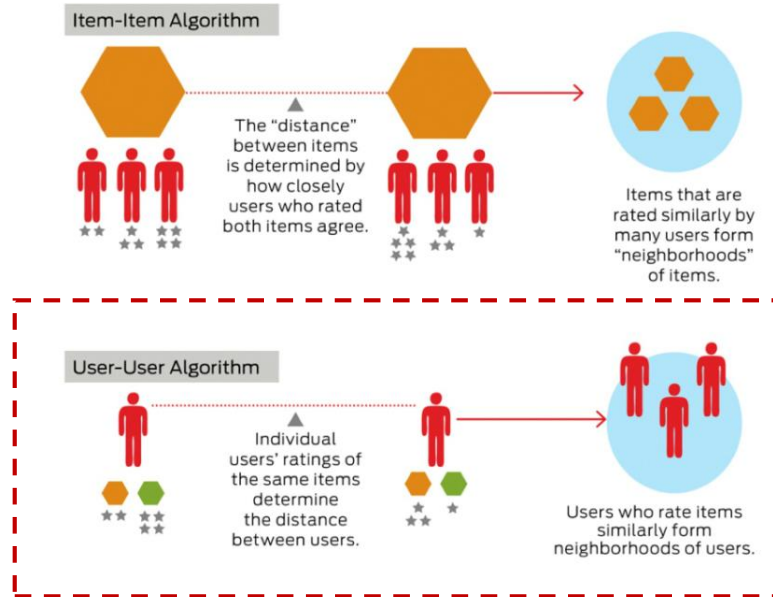 Item-Item Algorithm
The “distance”
between items
is determined by
how closely
users who rated
both items agree.
Items that are
rated similarly by
many users form
“neighborhoods”
of items.
User-User Algorithm
Individual
users’ ratings of
the same items
determine
the distance
between users.
Users who rate items
similarly form
neighborhoods of users.